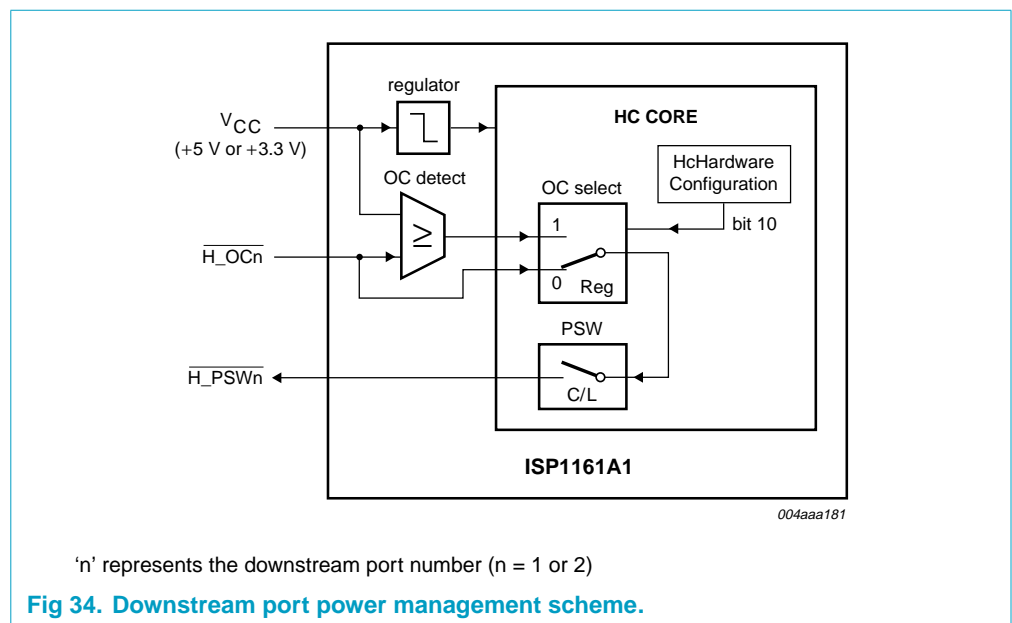 regulator
VCC
(+5 V or +3.3 V)
HC CORE
HcHardware
Configuration
OC detect
OC select
≥
1
bit 10
H_OCn
0
Reg
PSW
H_PSWn
C/L
ISP1161A1
004aaa181
‘n’ represents the downstream port number (n = 1 or 2)
Fig 34. Downstream port power management scheme.